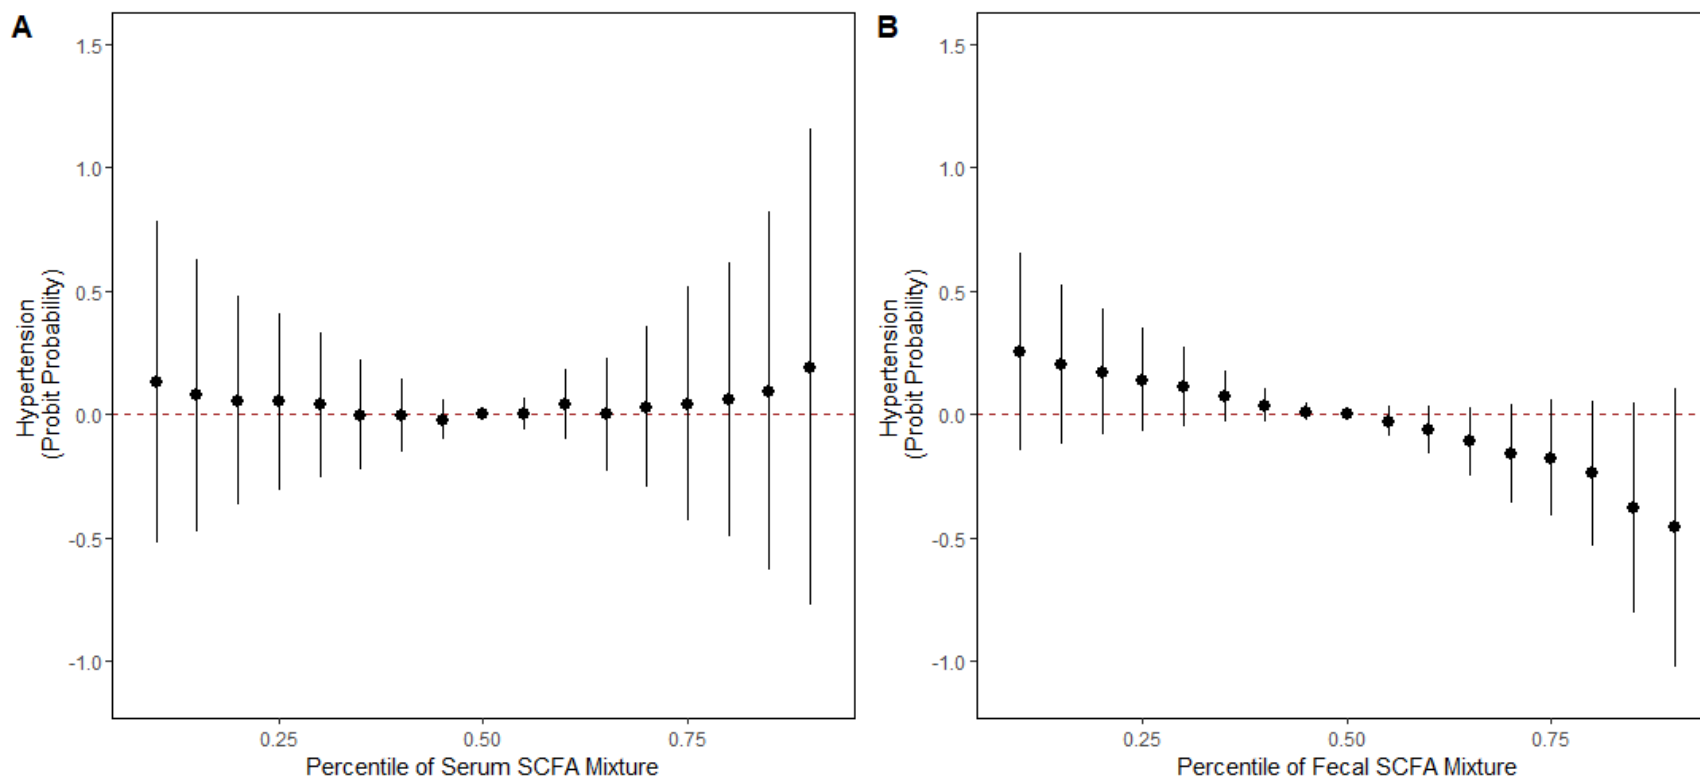 A
1.5
1.0
0.5
0.0
-0.5
-1.0
Hypertension
(Probit Probability)
0.25
0.50
0.75
Percentile of Serum SCFA Mixture
B
1.5
1.0
0.5
0.0
-0.5
-1.0
Hypertension
(Probit Probability)
0.25
0.50
0.75
Percentile of Fecal SCFA Mixture